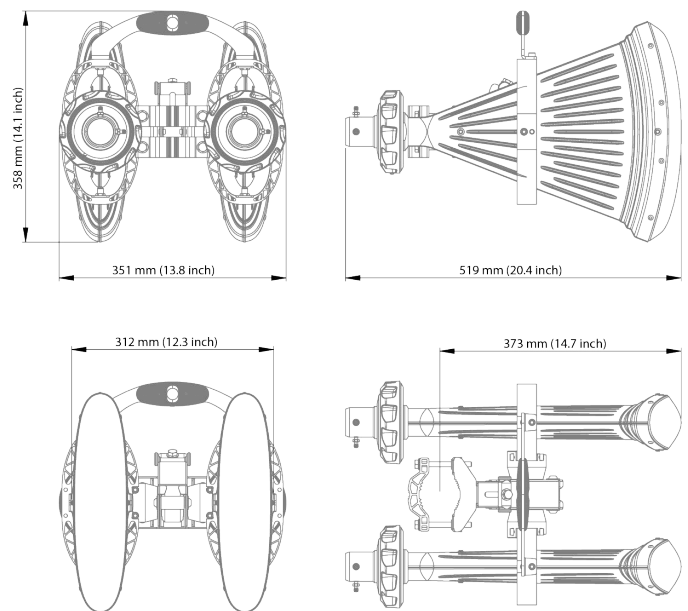 358 mm (14.1 inch)
351 mm (13.8 inch)
519 mm (20.4 inch)
312 mm (12.3 inch)
373 mm (14.7 inch)